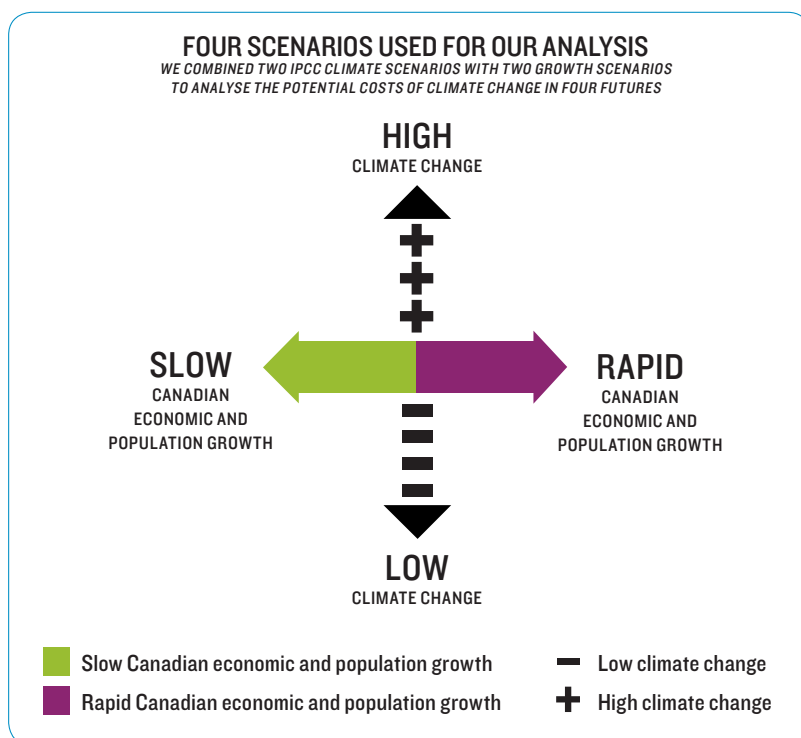 FOUR SCENARIOS USED FOR OUR ANALYSIS
WE COMBINED TWO IPCC CLIMATE SCENARIOS WITH TWO GROWTH SCENARIOS
TO ANALYSE THE POTENTIAL COSTS OF CLIMATE CHANGE IN FOUR FUTURES
HIGH
CLIMATE CHANGE
SLOW
CANADIAN
ECONOMIC AND
POPULATION GROWTH
RAPID
CANADIAN
ECONOMIC AND
POPULATION GROWTH
LOW
CLIMATE CHANGE
Slow Canadian economic and population growth
Low climate change
Rapid Canadian economic and population growth
High climate change